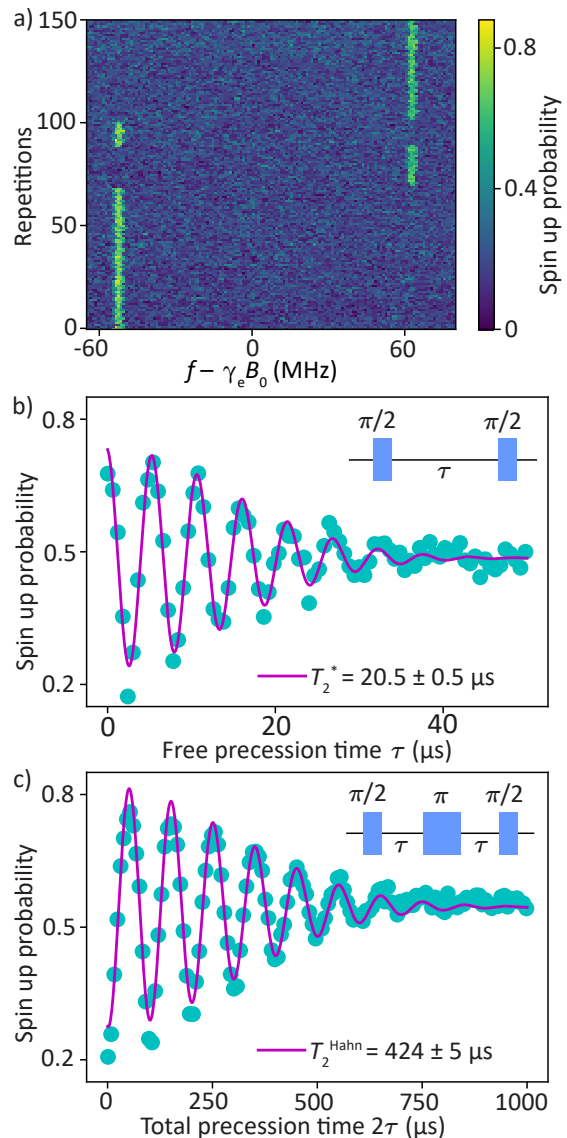 a)
150
100
50
0
Repetitions
-60
0
60
f − γₑB₀ (MHz)
0.8
0.4
0
Spin up probability
b)
0.8
0.5
0.2
Spin up probability
π/2
π/2
τ
T₂* = 20.5 ± 0.5 µs
0
20
40
Free precession time τ (µs)
c)
0.8
0.5
0.2
Spin up probability
π/2
π
π/2
τ
τ
T₂ᴴᵃʰⁿ = 424 ± 5 µs
0
250
500
750
1000
Total precession time 2τ (µs)